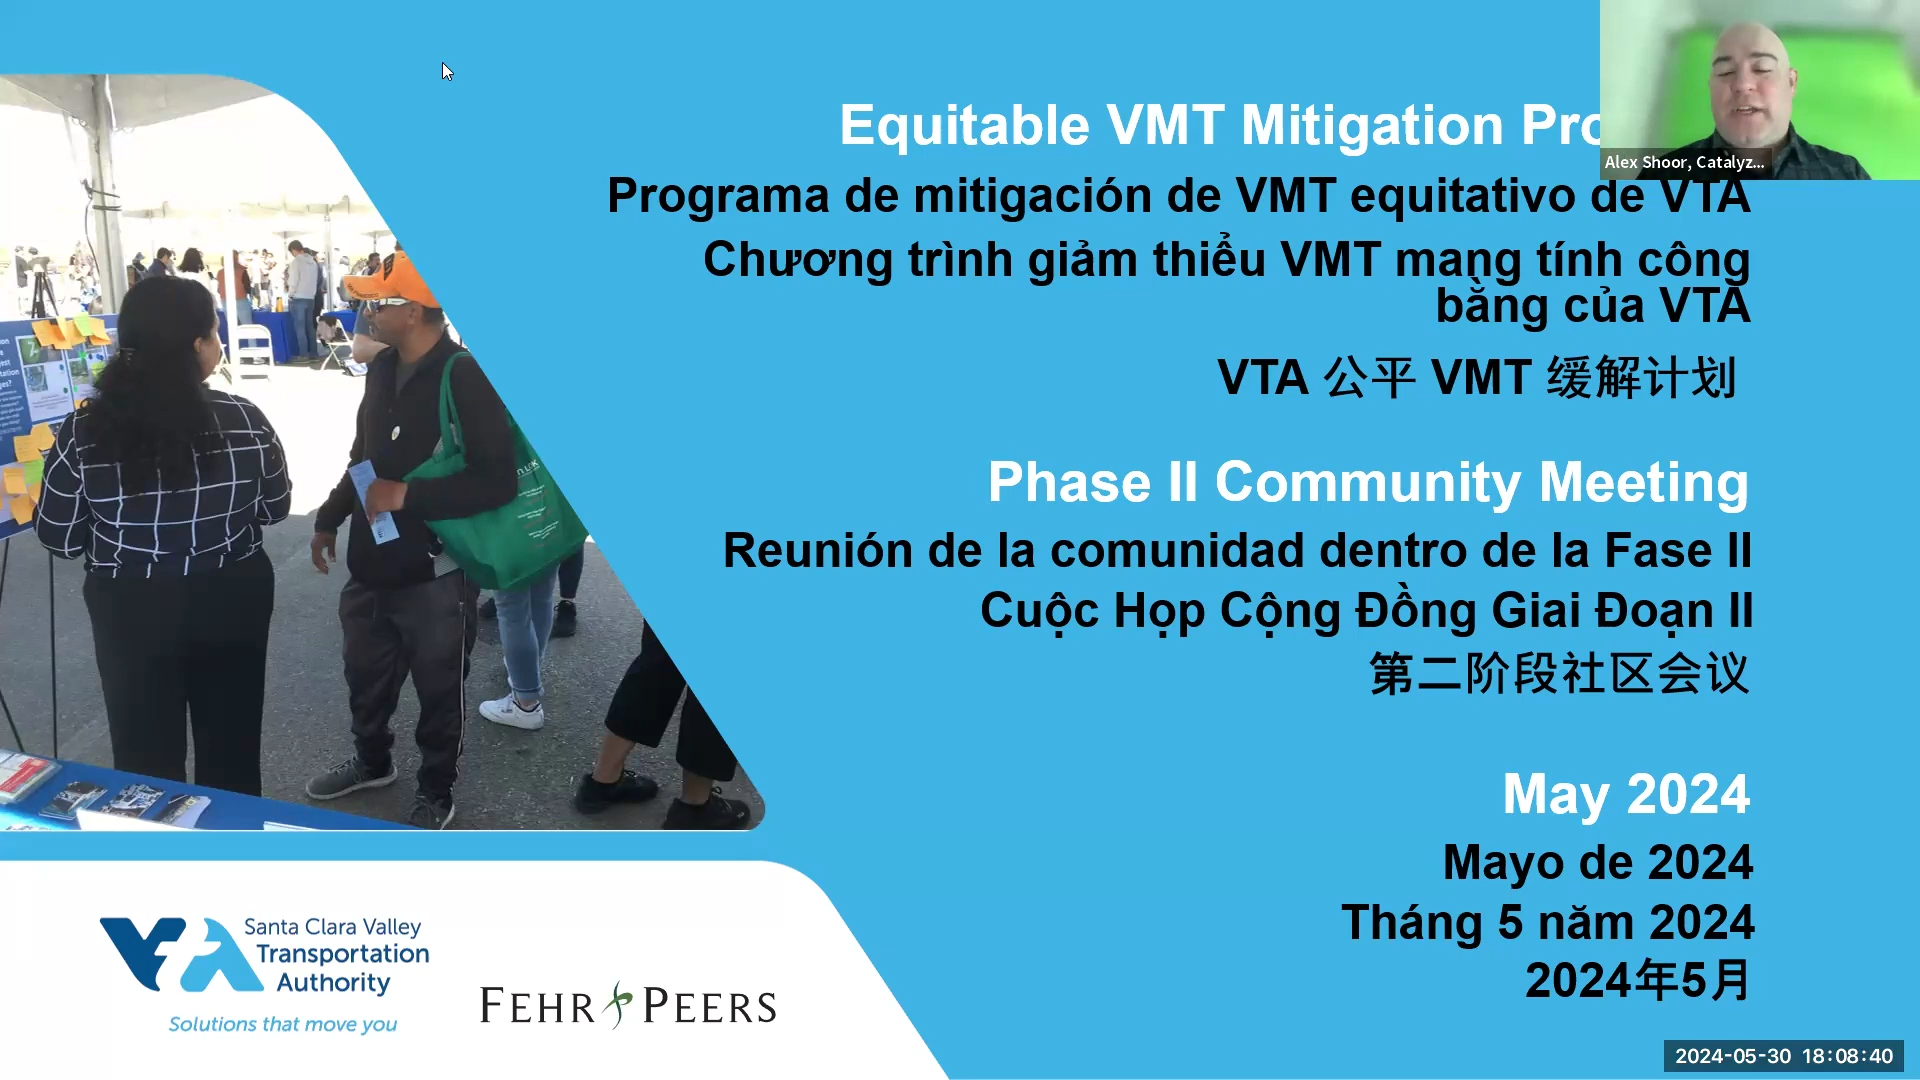 Equitable VMT Mitigation Pro
Alex Shoor, Catalyz...
Programa de mitigación de VMT equitativo de VTA
Chương trình giảm thiểu VMT mang tính công
bằng của VTA
VTA 公平 VMT 缓解计划
Phase II Community Meeting
Reunión de la comunidad dentro de la Fase II
Cuộc Họp Cộng Đồng Giai Đoạn II
第二阶段社区会议
May 2024
Mayo de 2024
Tháng 5 năm 2024
2024年5月
VTA
Santa Clara Valley
Transportation
Authority
Solutions that move you
FEHR PEERS
2024-05-30 18:08:40